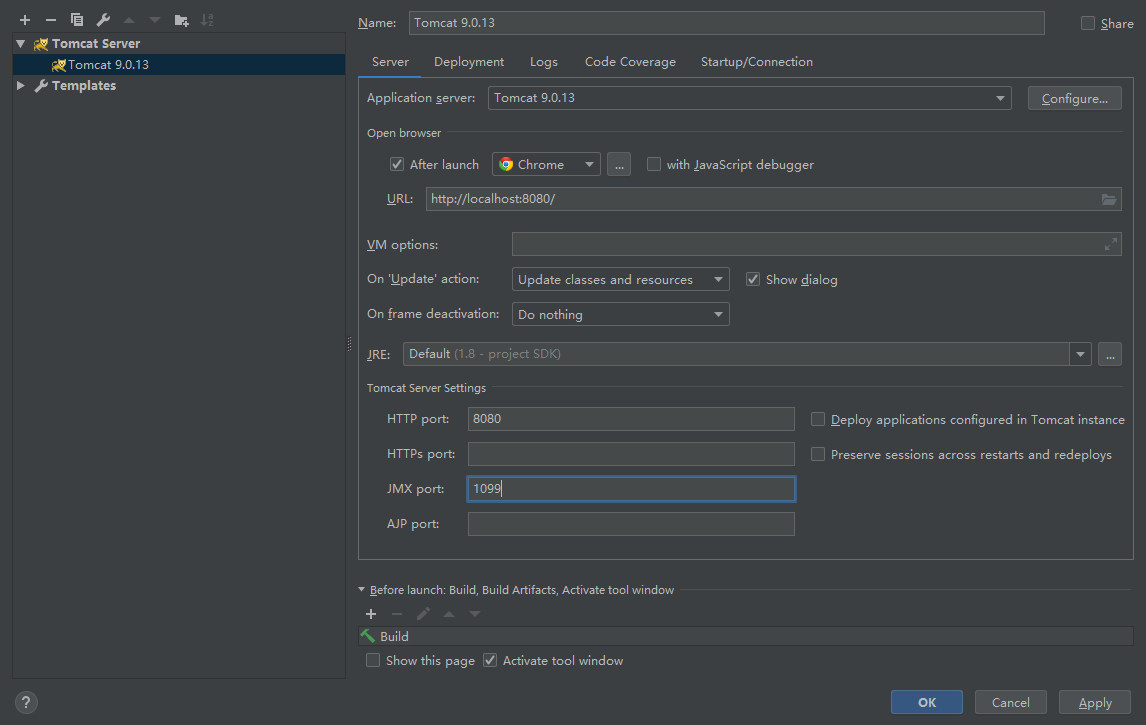 Tomcat Server
Tomcat 9.0.13
Templates
Name: Tomcat 9.0.13 Share
Server Deployment Logs Code Coverage Startup/Connection
Application server: Tomcat 9.0.13 Configure...
Open browser
After launch Chrome ... with JavaScript debugger
URL: http://localhost:8080/
VM options:
On 'Update' action: Update classes and resources Show dialog
On frame deactivation: Do nothing
JRE: Default (1.8 - project SDK) ...
Tomcat Server Settings
HTTP port: 8080 Deploy applications configured in Tomcat instance
HTTPs port: Preserve sessions across restarts and redeploys
JMX port: 1099
AJP port:
Before launch: Build, Build Artifacts, Activate tool window
Build
Show this page Activate tool window
? OK Cancel Apply